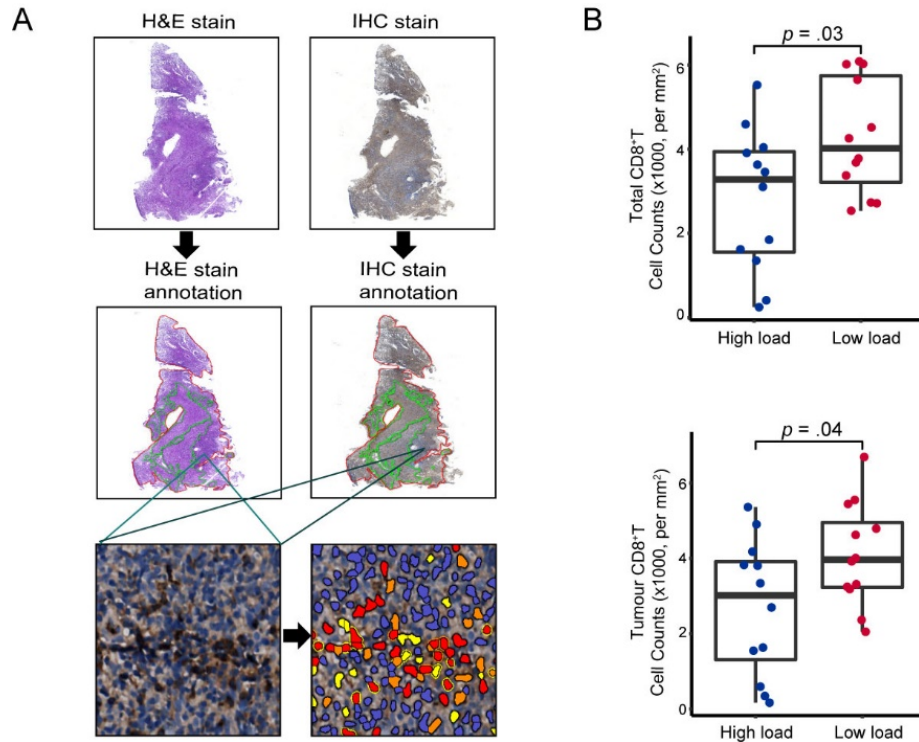 A
H&E stain
IHC stain
H&E stain
annotation
IHC stain
annotation
B
p = .03
Total CD8⁺T
Cell Counts (x1000, per mm²)
6
4
2
0
High load
Low load
p = .04
Tumour CD8⁺T
Cell Counts (x1000, per mm²)
6
4
2
0
High load
Low load